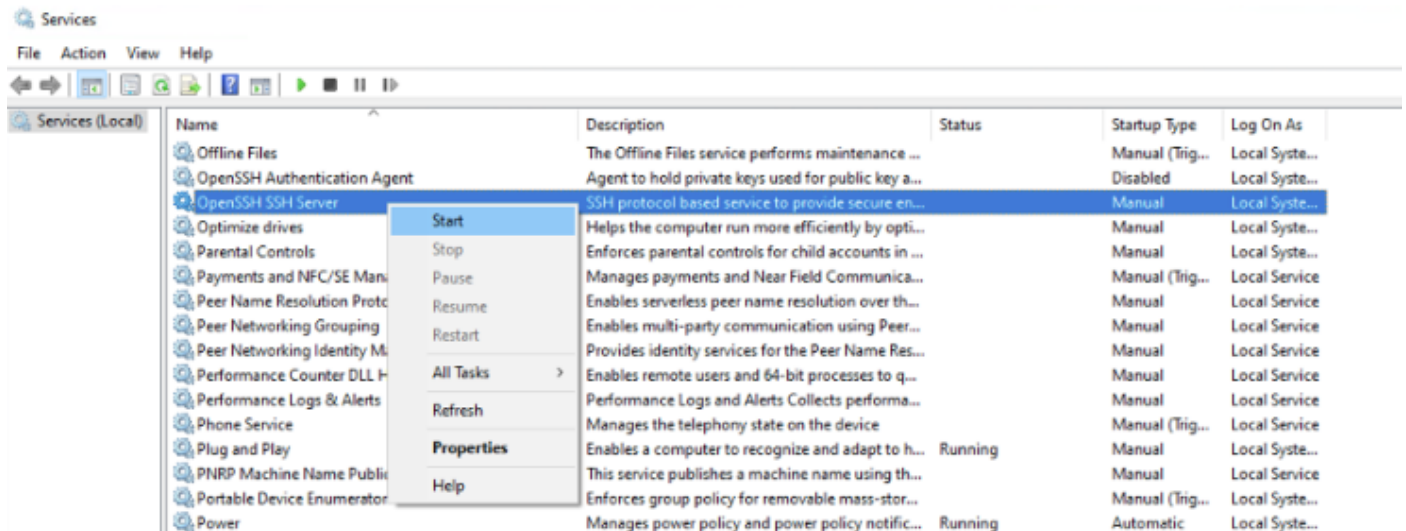 Services
File Action View Help
Services (Local)
Name Description Status Startup Type Log On As
Offline Files The Offline Files service performs maintenance ... Manual (Trig... Local Syste...
OpenSSH Authentication Agent Agent to hold private keys used for public key a... Disabled Local Syste...
OpenSSH SSH Server SSH protocol based service to provide secure en... Manual Local Syste...
Optimize drives Helps the computer run more efficiently by opti... Manual Local Syste...
Parental Controls Enforces parental controls for child accounts in ... Manual Local Syste...
Payments and NFC/SE Mana Manages payments and Near Field Communica... Manual (Trig... Local Service
Peer Name Resolution Proto Enables serverless peer name resolution over th... Manual Local Service
Peer Networking Grouping Enables multi-party communication using Peer... Manual Local Service
Peer Networking Identity Ma Provides identity services for the Peer Name Res... Manual Local Service
Performance Counter DLL H Enables remote users and 64-bit processes to q... Manual Local Service
Performance Logs & Alerts Performance Logs and Alerts Collects performa... Manual Local Service
Phone Service Manages the telephony state on the device Manual (Trig... Local Service
Plug and Play Enables a computer to recognize and adapt to h... Running Manual Local Syste...
PNRP Machine Name Public This service publishes a machine name using th... Manual Local Service
Portable Device Enumerator Enforces group policy for removable mass-stor... Manual (Trig... Local Syste...
Power Manages power policy and power policy notific... Running Automatic Local Syste...
Start
Stop
Pause
Resume
Restart
All Tasks >
Refresh
Properties
Help